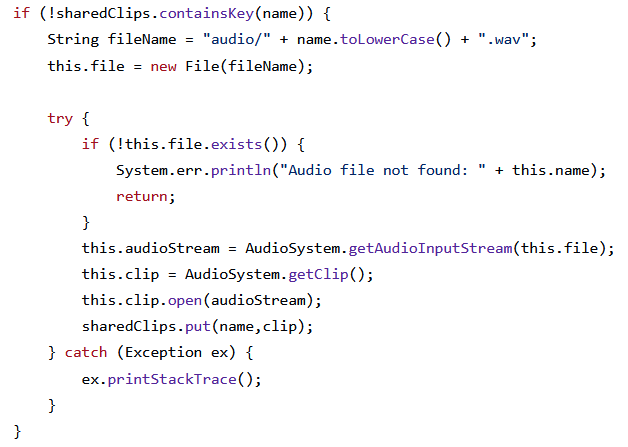 if (!sharedClips.containsKey(name)) {
    String fileName = "audio/" + name.toLowerCase() + ".wav";
    this.file = new File(fileName);

    try {
        if (!this.file.exists()) {
            System.err.println("Audio file not found: " + this.name);
            return;
        }
        this.audioStream = AudioSystem.getAudioInputStream(this.file);
        this.clip = AudioSystem.getClip();
        this.clip.open(audioStream);
        sharedClips.put(name,clip);
    } catch (Exception ex) {
        ex.printStackTrace();
    }
}